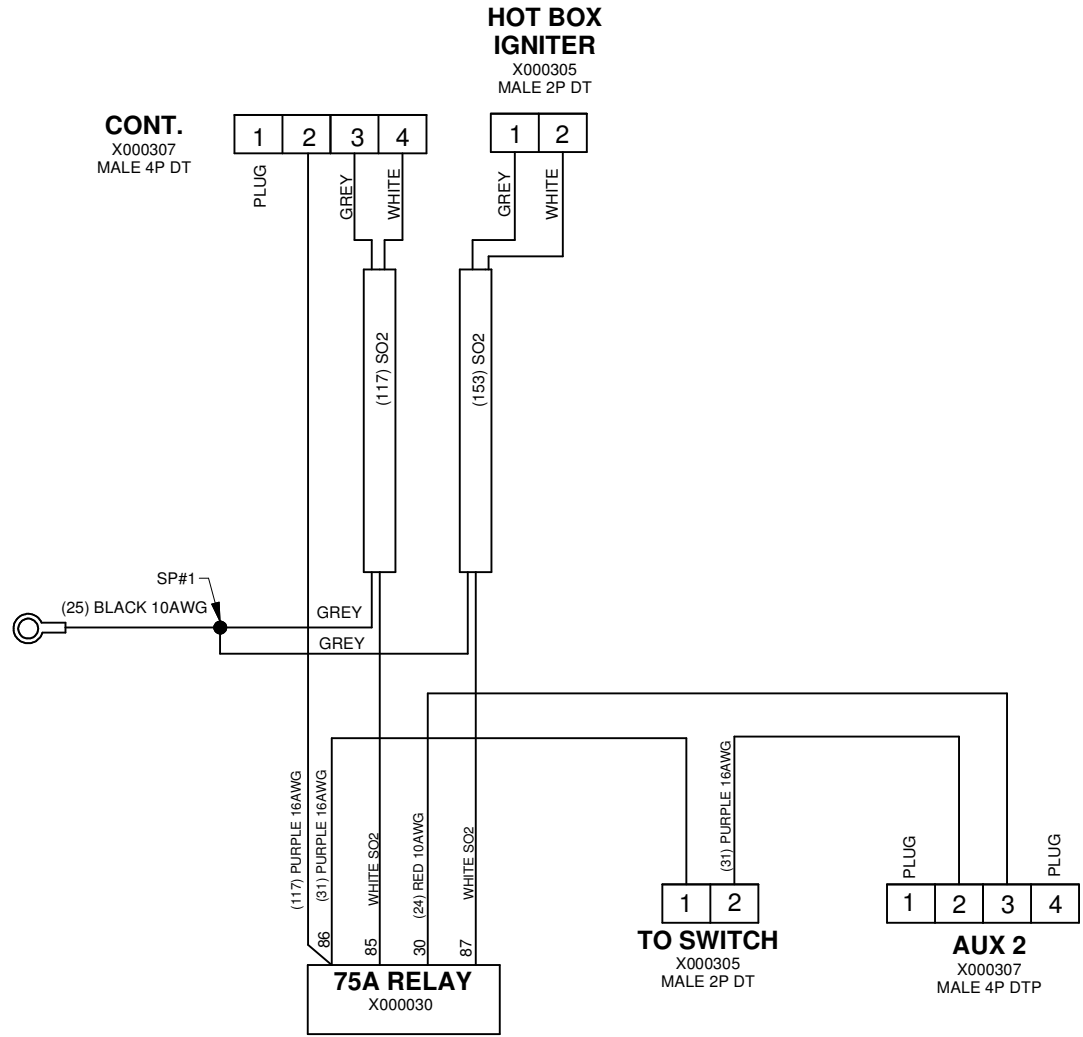 HOT BOX
IGNITER
X000305
MALE 2P DT
CONT.
X000307
MALE 4P DT
1 2 3 4
1 2
PLUG
GREY
WHITE
GREY
WHITE
(117) SO2
(153) SO2
SP#1
(25) BLACK 10AWG
GREY
GREY
(117) PURPLE 16AWG
(31) PURPLE 16AWG
WHITE SO2
(24) RED 10AWG
WHITE SO2
(31) PURPLE 16AWG
PLUG
PLUG
86
85
30
87
1 2
1 2 3 4
75A RELAY
X000030
TO SWITCH
X000305
MALE 2P DT
AUX 2
X000307
MALE 4P DTP